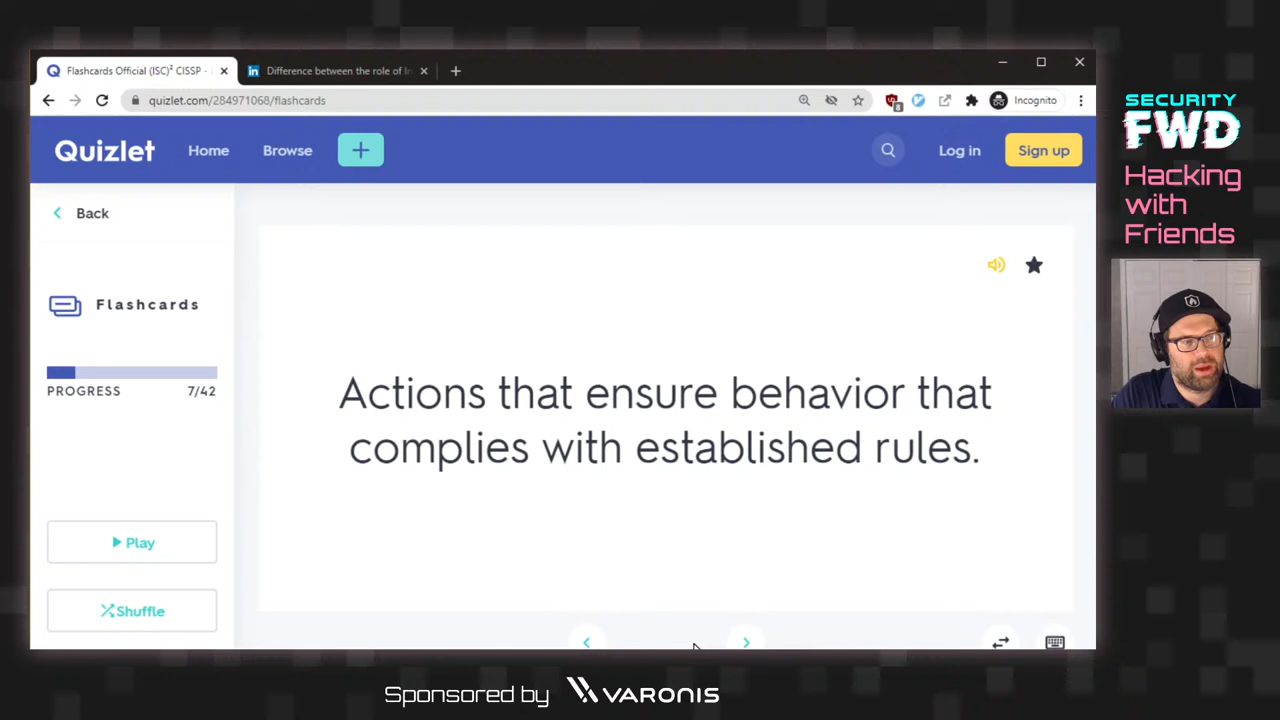 Flashcards Official (ISC)² CISSP -
Difference between the role of In
quizlet.com/284971068/flashcards
8
Incognito
Quizlet
Home
Browse
Log in
Sign up
Back
Flashcards
PROGRESS 7/42
Play
Shuffle
Actions that ensure behavior that
complies with established rules.
SECURITY
FWD
Hacking
with
Friends
Sponsored by VARONIS